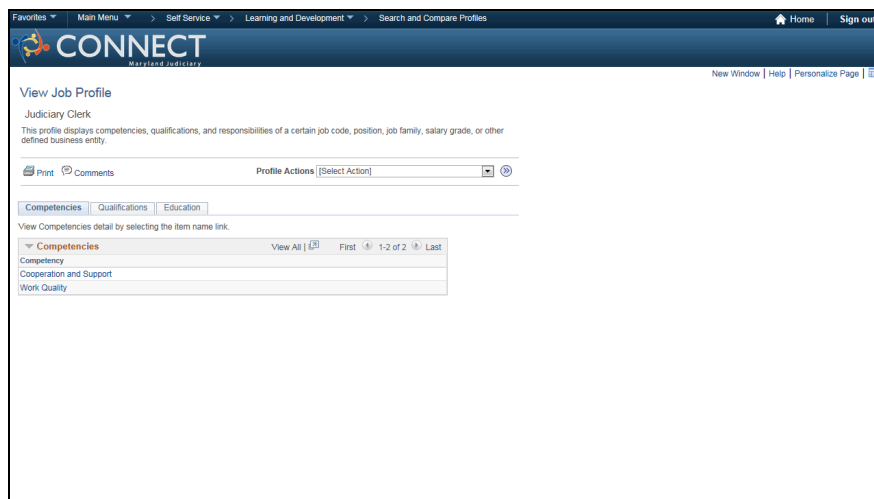 Favorites Main Menu > Self Service > Learning and Development > Search and Compare Profiles Home Sign out
CONNECT
Maryland Judiciary
New Window | Help | Personalize Page |
View Job Profile
Judiciary Clerk
This profile displays competencies, qualifications, and responsibilities of a certain job code, position, job family, salary grade, or other
defined business entity.
Print Comments Profile Actions [Select Action]
Competencies Qualifications Education
View Competencies detail by selecting the item name link.
Competencies View All | First 1-2 of 2 Last
Competency
Cooperation and Support
Work Quality